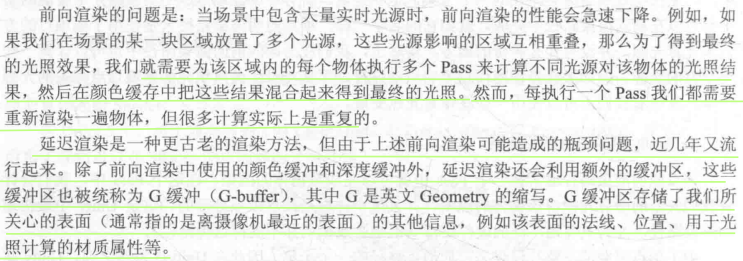 前向渲染的问题是：当场景中包含大量实时光源时，前向渲染的性能会急速下降。例如，如
果我们在场景的某一块区域放置了多个光源，这些光源影响的区域互相重叠，那么为了得到最终
的光照效果，我们就需要为该区域内的每个物体执行多个 Pass 来计算不同光源对该物体的光照结
果，然后在颜色缓存中把这些结果混合起来得到最终的光照。然而，每执行一个 Pass 我们都需要
重新渲染一遍物体，但很多计算实际上是重复的。
延迟渲染是一种更古老的渲染方法，但由于上述前向渲染可能造成的瓶颈问题，近几年又流
行起来。除了前向渲染中使用的颜色缓冲和深度缓冲外，延迟渲染还会利用额外的缓冲区，这些
缓冲区也被统称为 G 缓冲（G-buffer），其中 G 是英文 Geometry 的缩写。G 缓冲区存储了我们所
关心的表面（通常指的是离摄像机最近的表面）的其他信息，例如该表面的法线、位置、用于光
照计算的材质属性等。